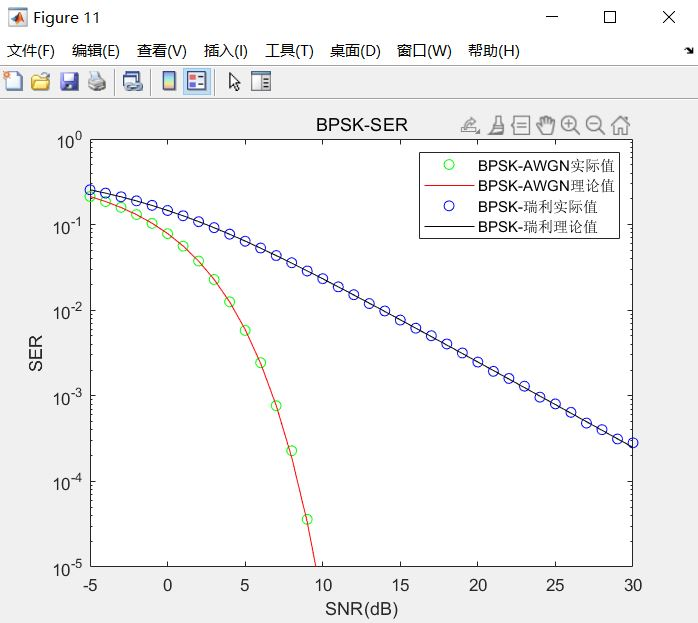 Figure 11
文件(F) 编辑(E) 查看(V) 插入(I) 工具(T) 桌面(D) 窗口(W) 帮助(H)
BPSK-SER
BPSK-AWGN实际值
BPSK-AWGN理论值
BPSK-瑞利实际值
BPSK-瑞利理论值
10^0
10^-1
10^-2
10^-3
10^-4
10^-5
SER
-5 0 5 10 15 20 25 30
SNR(dB)